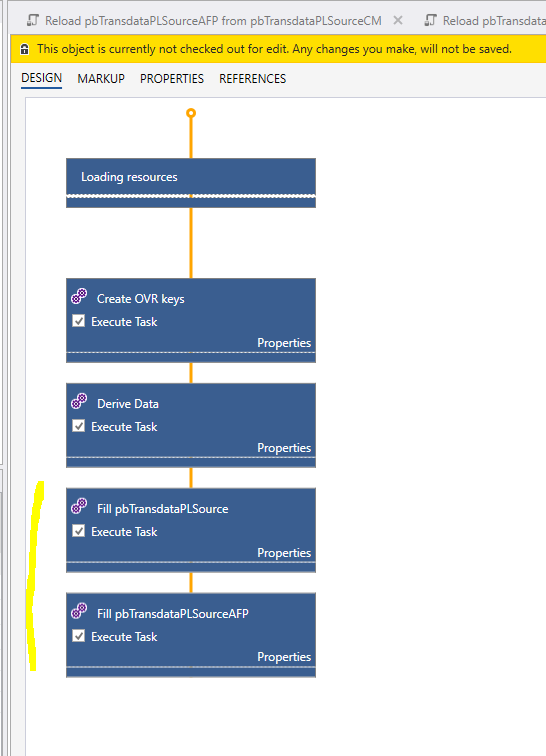 Reload pbTransdataPLSourceAFP from pbTransdataPLSourceCM
Reload pbTransdata
This object is currently not checked out for edit. Any changes you make, will not be saved.
DESIGN MARKUP PROPERTIES REFERENCES
Loading resources
Create OVR keys
Execute Task
Properties
Derive Data
Execute Task
Properties
Fill pbTransdataPLSource
Execute Task
Properties
Fill pbTransdataPLSourceAFP
Execute Task
Properties